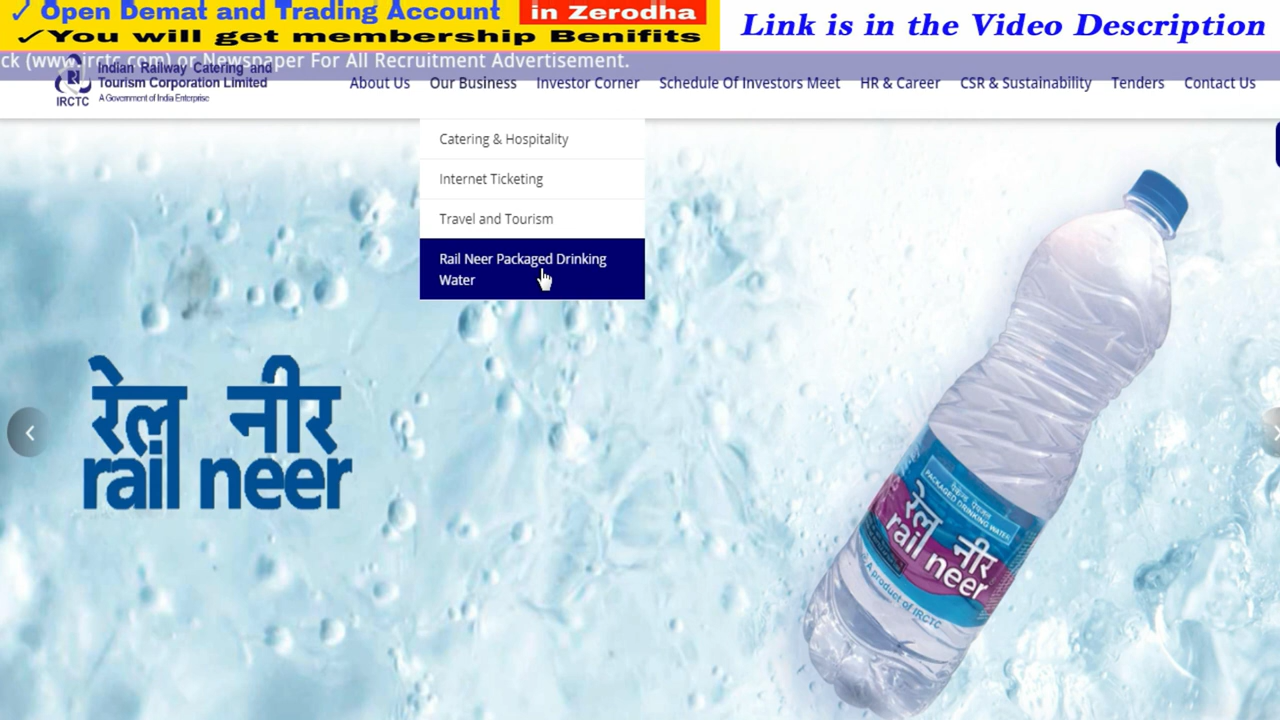 ✓ Open Demat and Trading Account in Zerodha
✓You will get membership Benifits
Link is in the Video Description
ck (www.irctc.com) or Newspaper For All Recruitment Advertisement.
IRCTC
Indian Railway Catering and
Tourism Corporation Limited
A Government of India Enterprise
About Us Our Business Investor Corner Schedule Of Investors Meet HR & Career CSR & Sustainability Tenders Contact Us
Catering & Hospitality
Internet Ticketing
Travel and Tourism
Rail Neer Packaged Drinking
Water
रेल नीर
rail neer
पैकेज्ड पेयजल
PACKAGED DRINKING WATER
रेल नीर
rail neer
A product of IRCTC